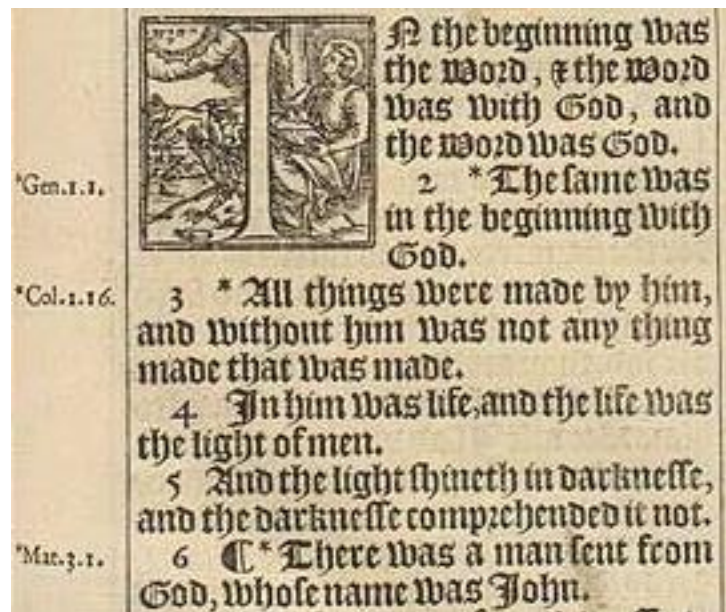 IN the beginning was
the Word, & the Word
was with God, and
the Word was God.
*Gen.1.1.
2 *The same was
in the beginning with
God.
*Col.1.16.
3 *All things were made by him,
and without him was not any thing
made that was made.
4 In him was life, and the life was
the light of men.
5 And the light shineth in darknesse,
and the darknesse comprehended it not.
*Mat.3.1.
6 ¶ *There was a man sent from
God, whose name was John.